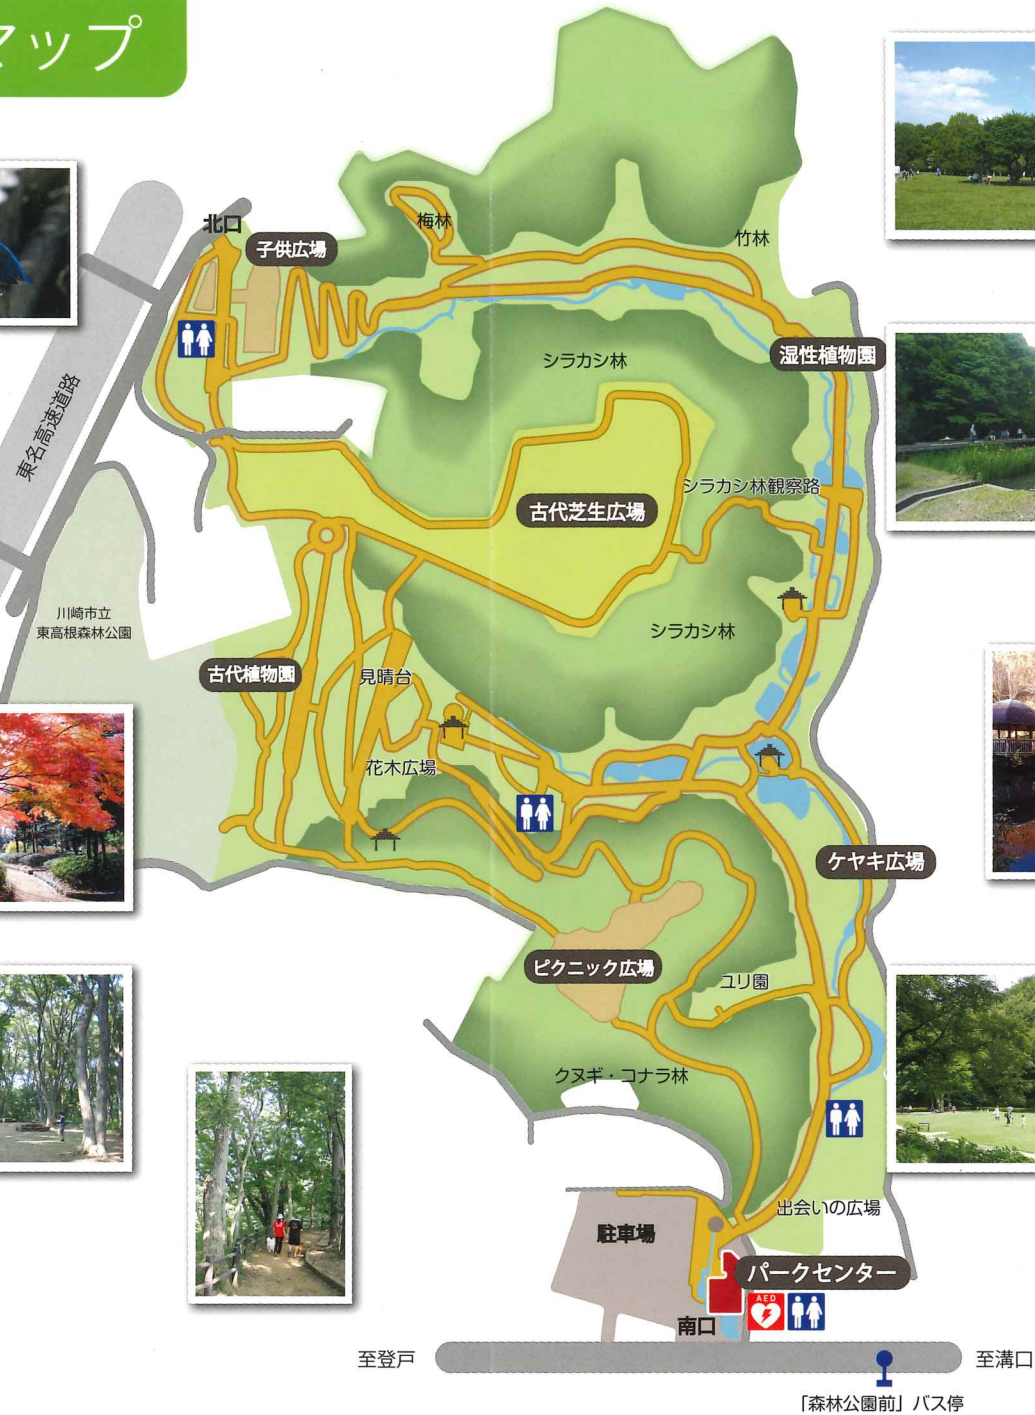 マップ
北口
子供広場
梅林
竹林
東名高速道路
シラカシ林
湿性植物園
シラカシ林観察路
古代芝生広場
川崎市立
東高根森林公園
シラカシ林
古代植物園
見晴台
花木広場
ケヤキ広場
ピクニック広場
ユリ園
クヌギ・コナラ林
出会いの広場
駐車場
パークセンター
AED
南口
至登戸
至溝口
「森林公園前」バス停